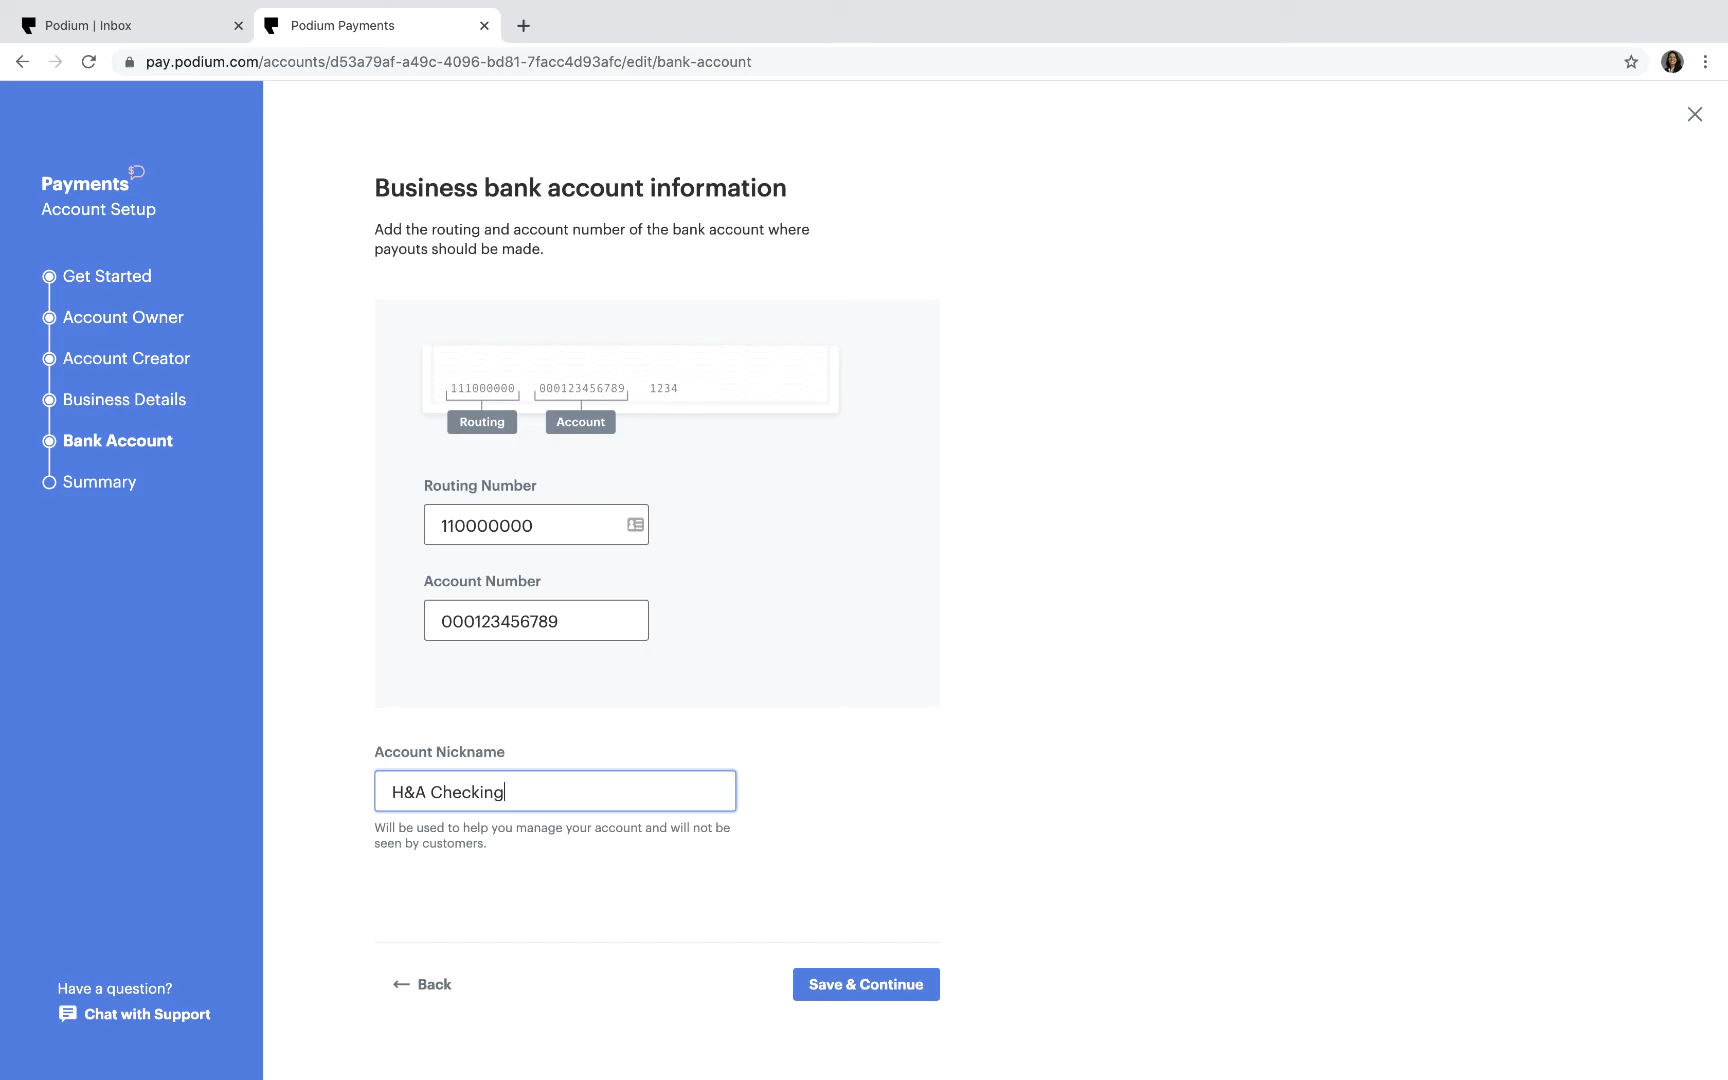 Podium | Inbox
Podium Payments
pay.podium.com/accounts/d53a79af-a49c-4096-bd81-7facc4d93afc/edit/bank-account
Payments
Account Setup
Get Started
Account Owner
Account Creator
Business Details
Bank Account
Summary
Have a question?
Chat with Support
Business bank account information
Add the routing and account number of the bank account where
payouts should be made.
111000000 000123456789 1234
Routing Account
Routing Number
110000000
Account Number
000123456789
Account Nickname
H&A Checking
Will be used to help you manage your account and will not be
seen by customers.
← Back
Save & Continue